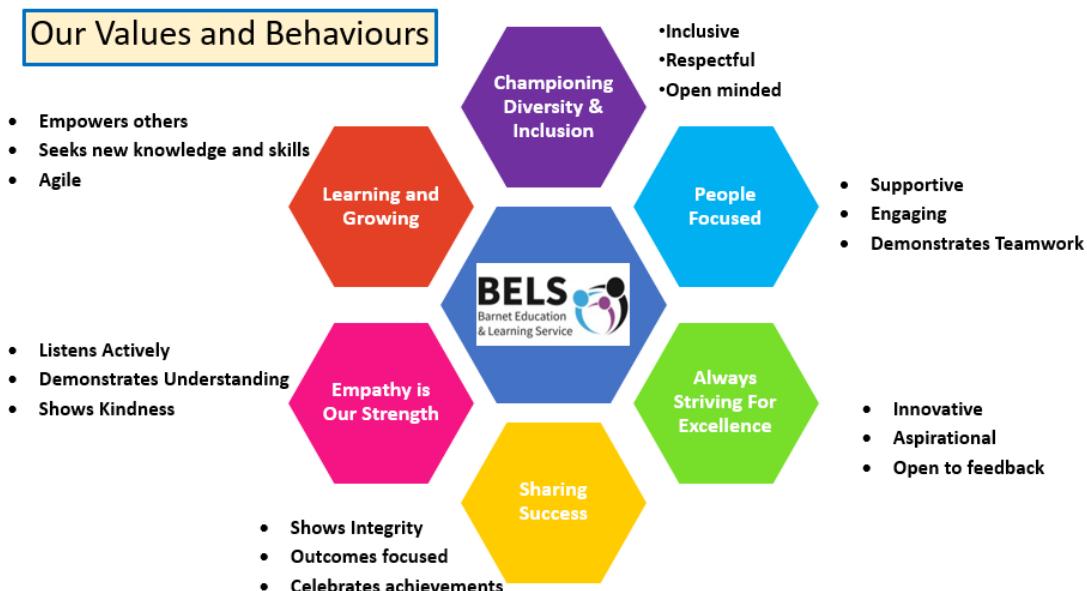 Our Values and Behaviours
Championing
Diversity &
Inclusion
•Inclusive
•Respectful
•Open minded
People
Focused
• Supportive
• Engaging
• Demonstrates Teamwork
Always
Striving For
Excellence
• Innovative
• Aspirational
• Open to feedback
Sharing
Success
• Shows Integrity
• Outcomes focused
• Celebrates achievements
Empathy is
Our Strength
• Listens Actively
• Demonstrates Understanding
• Shows Kindness
Learning and
Growing
• Empowers others
• Seeks new knowledge and skills
• Agile
BELS
Barnet Education
& Learning Service